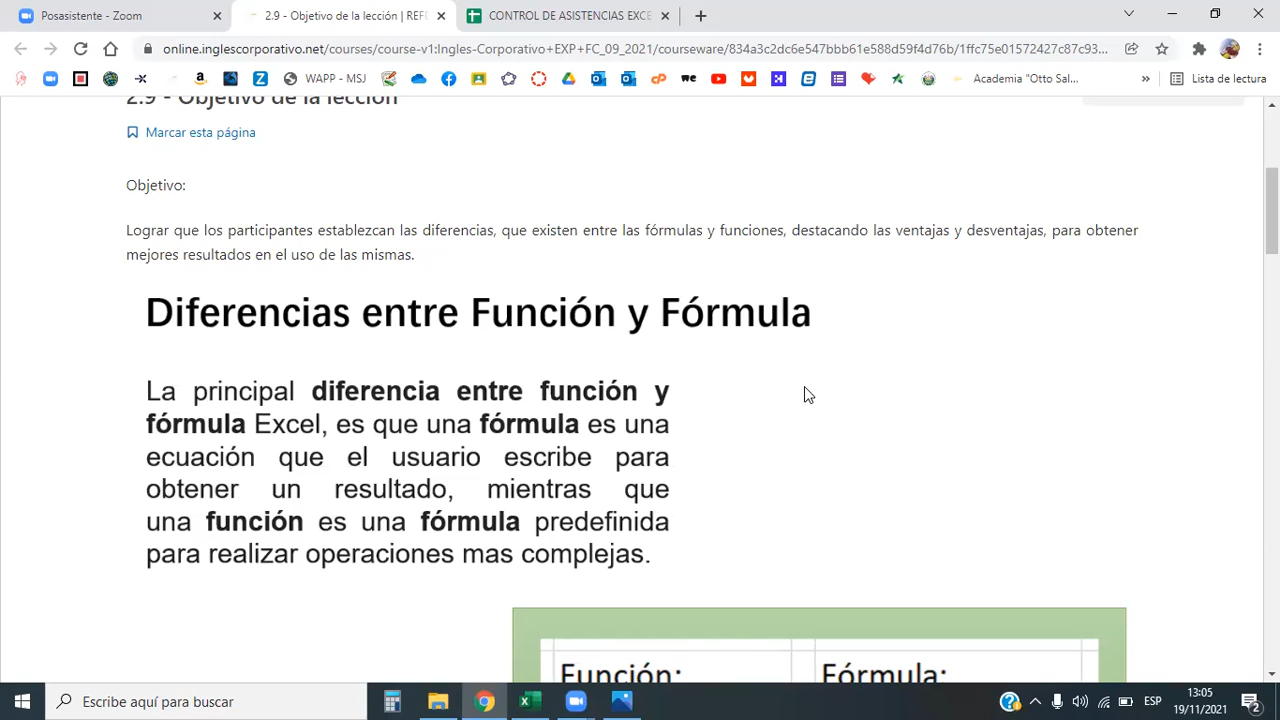 Posasistente - Zoom
2.9 - Objetivo de la lección | REFO
CONTROL DE ASISTENCIAS EXCE
online.inglescorporativo.net/courses/course-v1:Ingles-Corporativo+EXP+FC_09_2021/courseware/834a3c2dc6e547bbb61e588d59f4d76b/1ffc75e01572427c87c93...
WAPP - MSJ
Academia "Otto Sal...
Lista de lectura
2.9 - Objetivo de la lección
Marcar esta página
Objetivo:
Lograr que los participantes establezcan las diferencias, que existen entre las fórmulas y funciones, destacando las ventajas y desventajas, para obtener
mejores resultados en el uso de las mismas.
Diferencias entre Función y Fórmula
La principal diferencia entre función y
fórmula Excel, es que una fórmula es una
ecuación que el usuario escribe para
obtener un resultado, mientras que
una función es una fórmula predefinida
para realizar operaciones mas complejas.
Función:
Fórmula:
Escribe aquí para buscar
ESP
13:05
19/11/2021
2